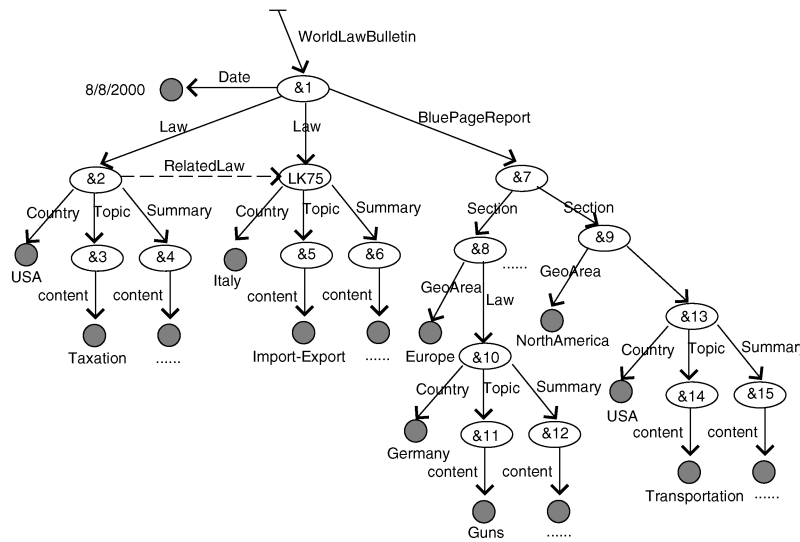 WorldLawBulletin
8/8/2000 Date &1
BluePageReport
Law Law
RelatedLaw
&2 LK75 &7
Country Topic Summary Country Topic Summary Section Section
&3 &4 &5 &6 &8 ...... &9
USA Italy GeoArea GeoArea
content content content content Law
&13
Taxation ...... Import-Export ...... Europe NorthAmerica
&10 Country Topic Summary
Country Topic Summary USA &14 &15
Germany &11 &12 content content
content content Transportation ......
Guns ......